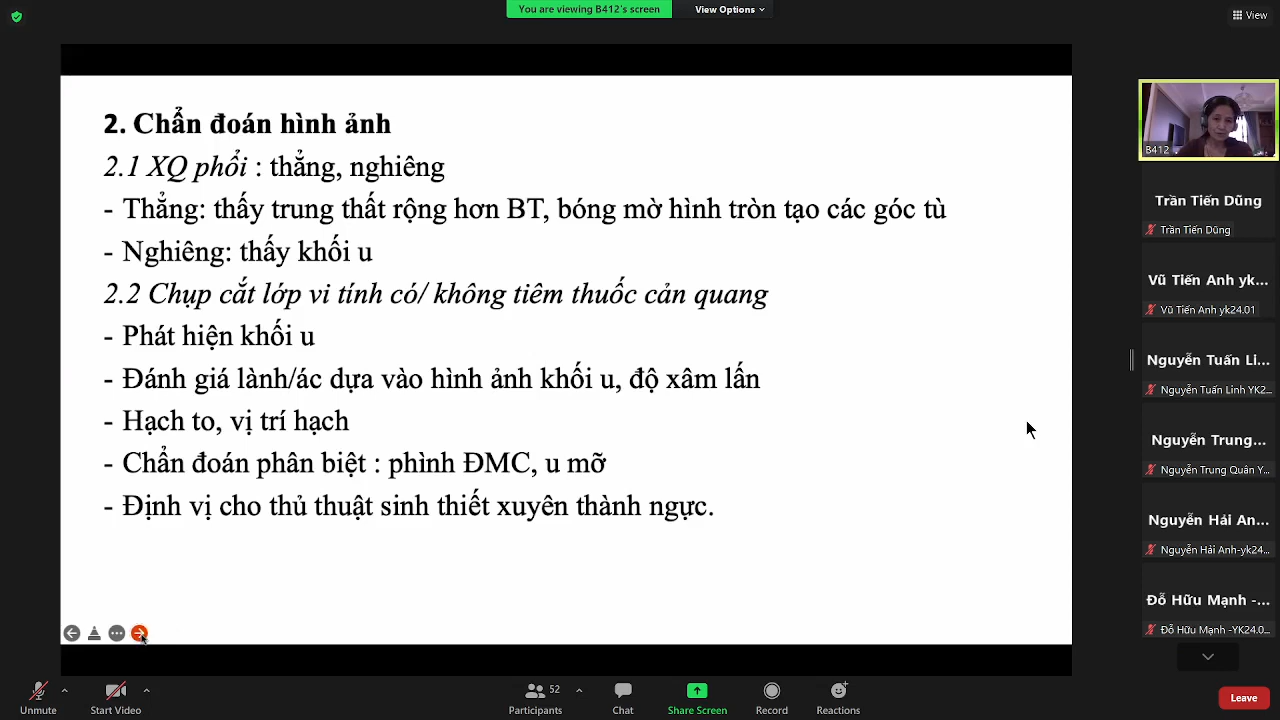 You are viewing B412's screen
View Options
View
2. Chẩn đoán hình ảnh
2.1 XQ phổi : thẳng, nghiêng
- Thẳng: thấy trung thất rộng hơn BT, bóng mờ hình tròn tạo các góc tù
- Nghiêng: thấy khối u
2.2 Chụp cắt lớp vi tính có/ không tiêm thuốc cản quang
- Phát hiện khối u
- Đánh giá lành/ác dựa vào hình ảnh khối u, độ xâm lấn
- Hạch to, vị trí hạch
- Chẩn đoán phân biệt : phình ĐMC, u mỡ
- Định vị cho thủ thuật sinh thiết xuyên thành ngực.
B412
Trần Tiến Dũng
Trần Tiến Dũng
Vũ Tiến Anh yk...
Vũ Tiến Anh yk24.01
Nguyễn Tuấn Li...
Nguyễn Tuấn Linh YK2...
Nguyễn Trung...
Nguyễn Trung Quân Y...
Nguyễn Hải An...
Nguyễn Hải Anh-yk24...
Đỗ Hữu Mạnh -...
Đỗ Hữu Mạnh -YK24.0...
Unmute
Start Video
52
Participants
Chat
Share Screen
Record
Reactions
Leave